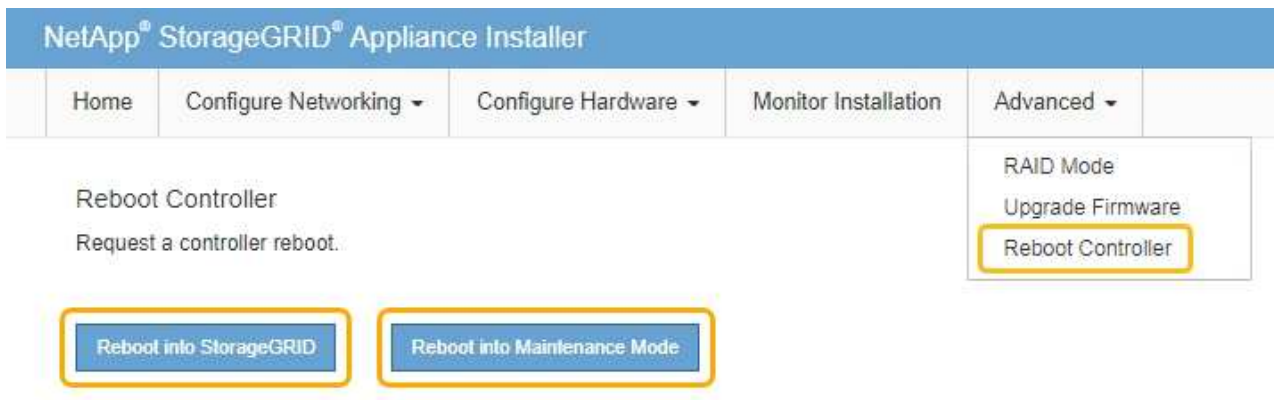 NetApp® StorageGRID® Appliance Installer
Home Configure Networking Configure Hardware Monitor Installation Advanced
RAID Mode
Upgrade Firmware
Reboot Controller
Reboot Controller
Request a controller reboot.
Reboot into StorageGRID Reboot into Maintenance Mode